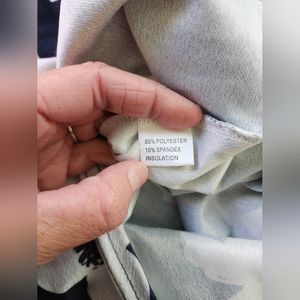 85% POLYESTER
15% SPANDEX
INSULATION